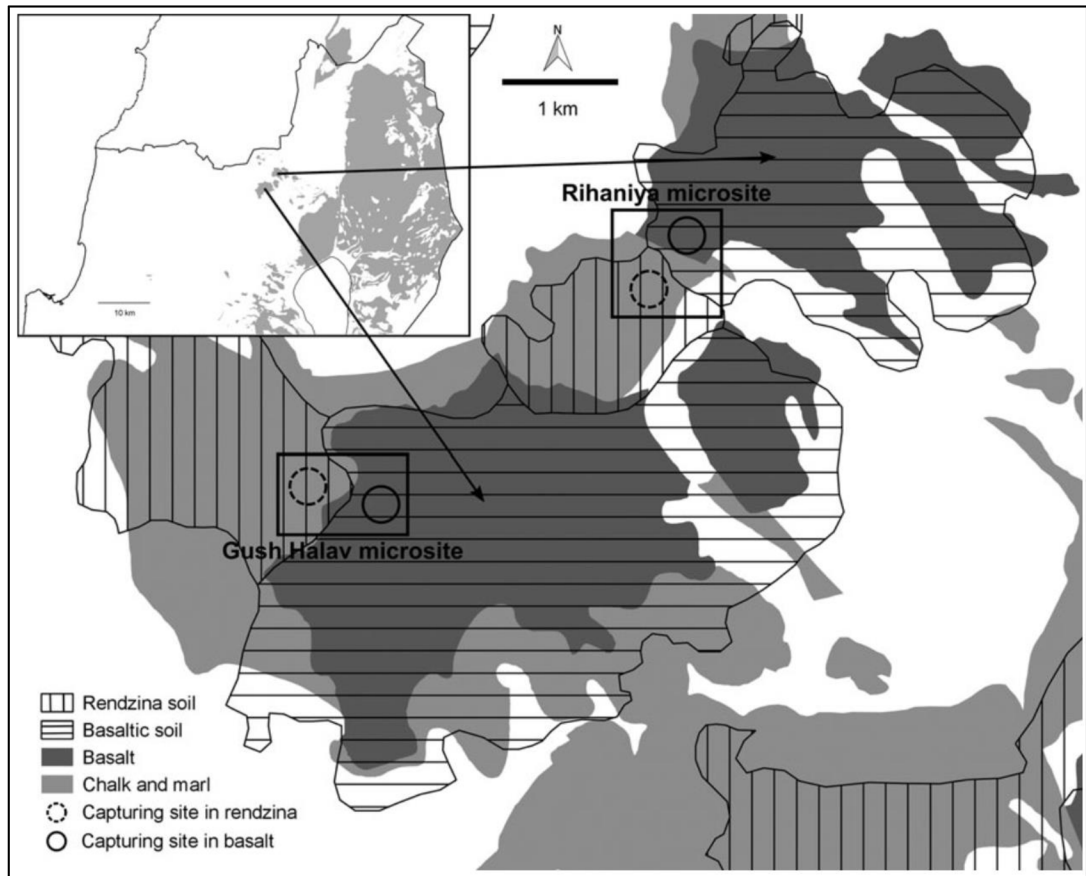 N
1 km
10 km
Rihaniya microsite
Gush Halav microsite
Rendzina soil
Basaltic soil
Basalt
Chalk and marl
Capturing site in rendzina
Capturing site in basalt